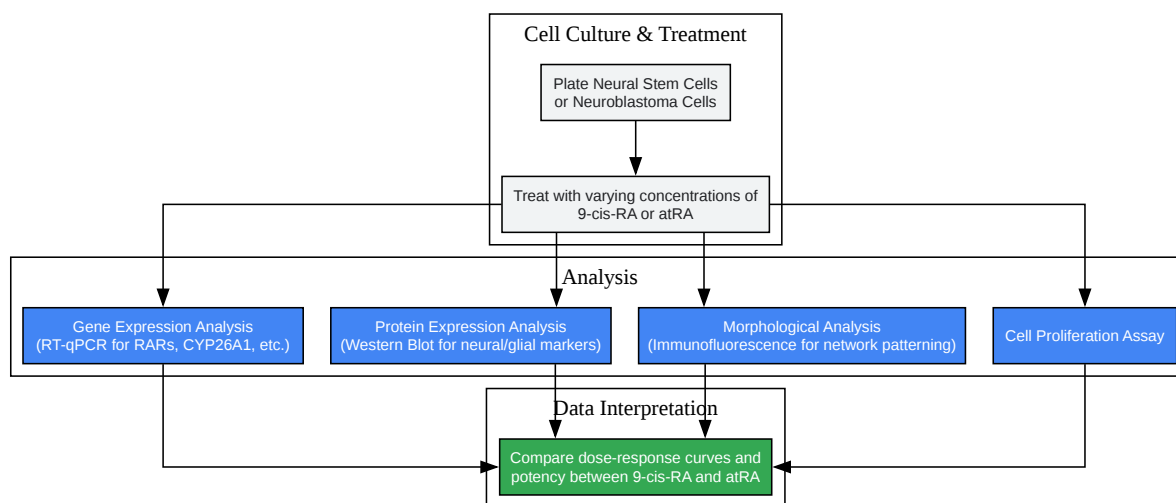 Cell Culture & Treatment
Plate Neural Stem Cells
or Neuroblastoma Cells
Treat with varying concentrations of
9-cis-RA or atRA
Analysis
Gene Expression Analysis
(RT-qPCR for RARs, CYP26A1, etc.)
Protein Expression Analysis
(Western Blot for neural/glial markers)
Morphological Analysis
(Immunofluorescence for network patterning)
Cell Proliferation Assay
Data Interpretation
Compare dose-response curves and
potency between 9-cis-RA and atRA